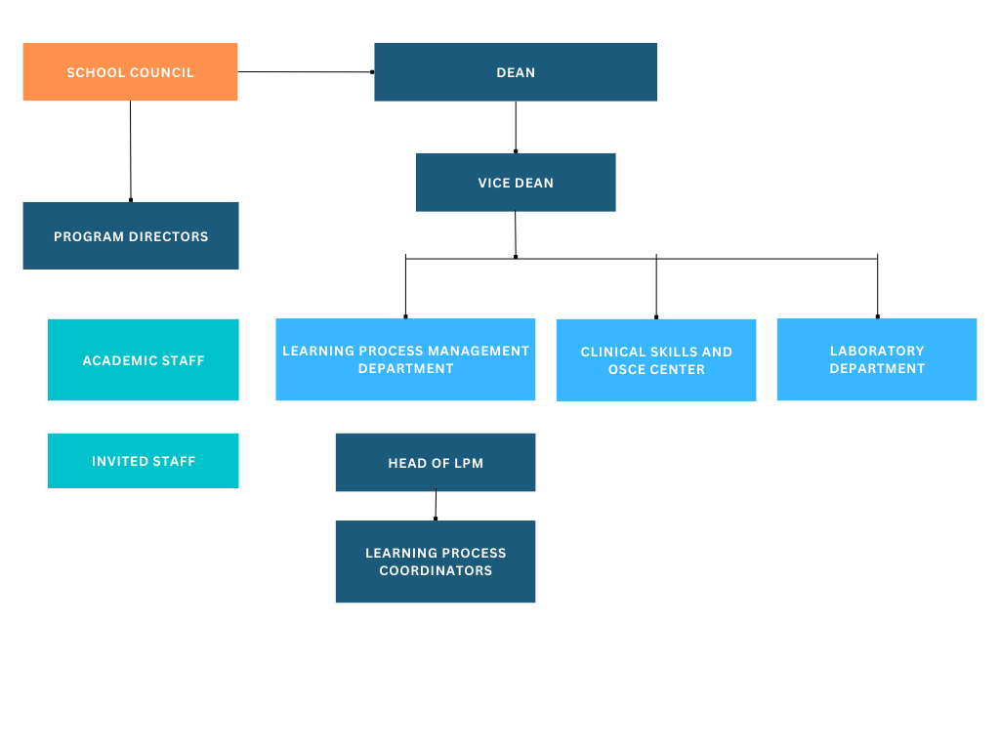 SCHOOL COUNCIL
DEAN
VICE DEAN
PROGRAM DIRECTORS
ACADEMIC STAFF
LEARNING PROCESS MANAGEMENT
DEPARTMENT
CLINICAL SKILLS AND
OSCE CENTER
LABORATORY
DEPARTMENT
INVITED STAFF
HEAD OF LPM
LEARNING PROCESS
COORDINATORS